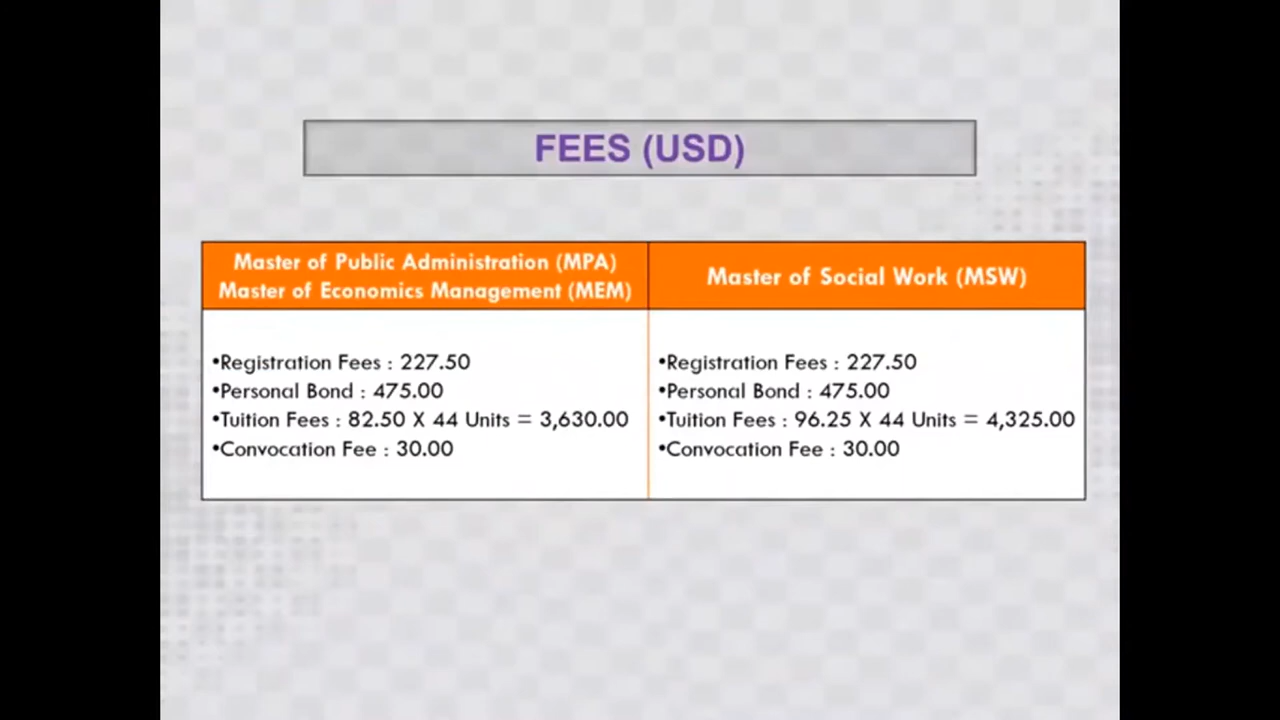 FEES (USD)
Master of Public Administration (MPA)
Master of Economics Management (MEM)
Master of Social Work (MSW)
•Registration Fees : 227.50
•Personal Bond : 475.00
•Tuition Fees : 82.50 X 44 Units = 3,630.00
•Convocation Fee : 30.00
•Registration Fees : 227.50
•Personal Bond : 475.00
•Tuition Fees : 96.25 X 44 Units = 4,325.00
•Convocation Fee : 30.00